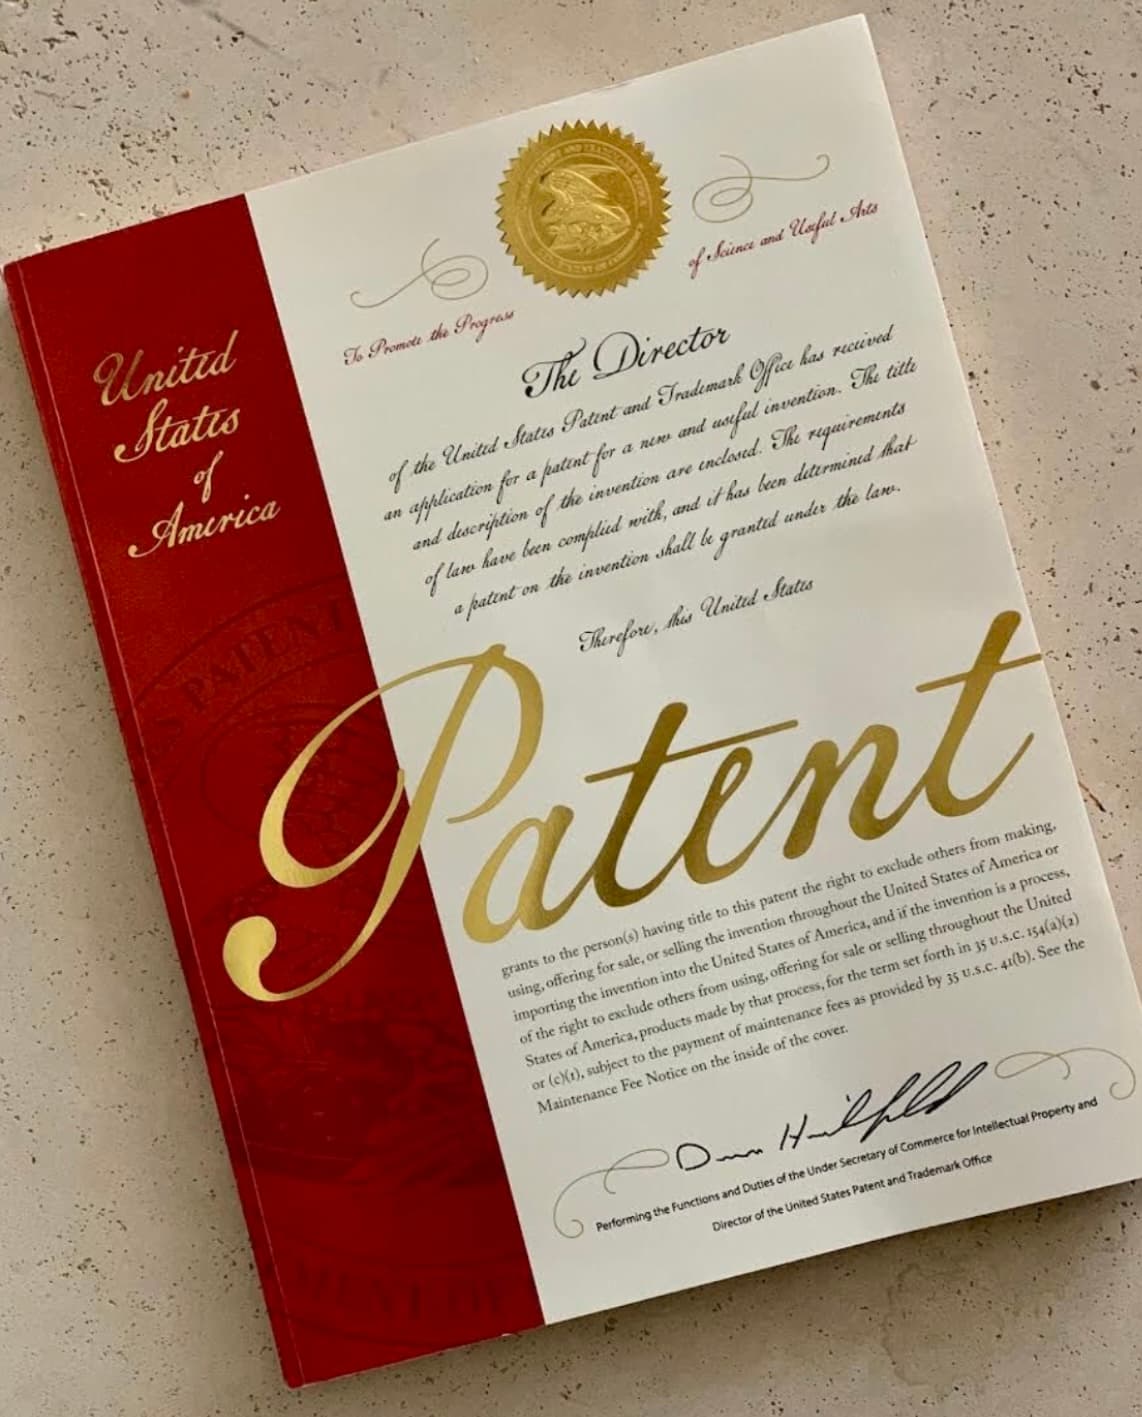 United
States
of
America
To Promote the Progress
of Science and Useful Arts
The Director
of the United States Patent and Trademark Office has received
an application for a patent for a new and useful invention. The title
and description of the invention are enclosed. The requirements
of law have been complied with, and it has been determined that
a patent on the invention shall be granted under the law.
Therefore, this United States
Patent
grants to the person(s) having title to this patent the right to exclude others from making,
using, offering for sale, or selling the invention throughout the United States of America or
importing the invention into the United States of America, and if the invention is a process,
of the right to exclude others from using, offering for sale or selling throughout the United
States of America, products made by that process, for the term set forth in 35 U.S.C. 154(a)(2)
or (c)(1), subject to the payment of maintenance fees as provided by 35 U.S.C. 41(b). See the
Maintenance Fee Notice on the inside of the cover.
Performing the Functions and Duties of the Under Secretary of Commerce for Intellectual Property and
Director of the United States Patent and Trademark Office
PATENT